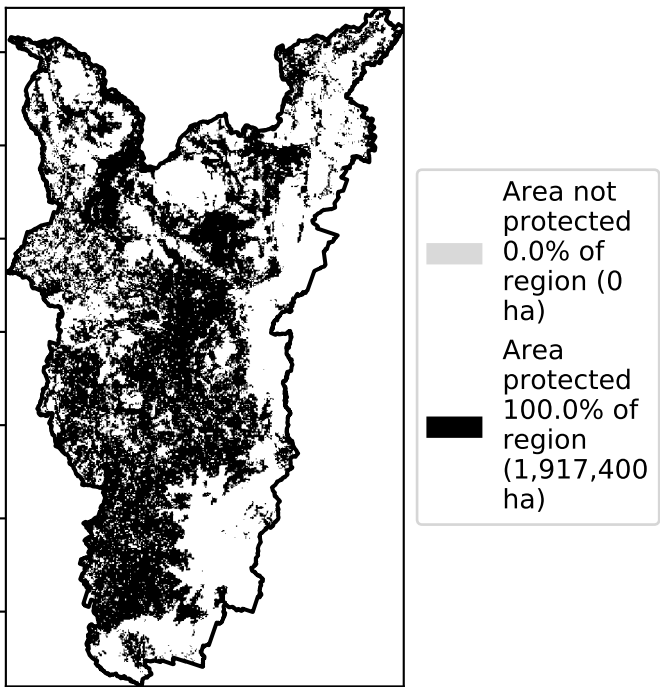 Area not
protected
0.0% of
region (0
ha)
Area
protected
100.0% of
region
(1,917,400
ha)